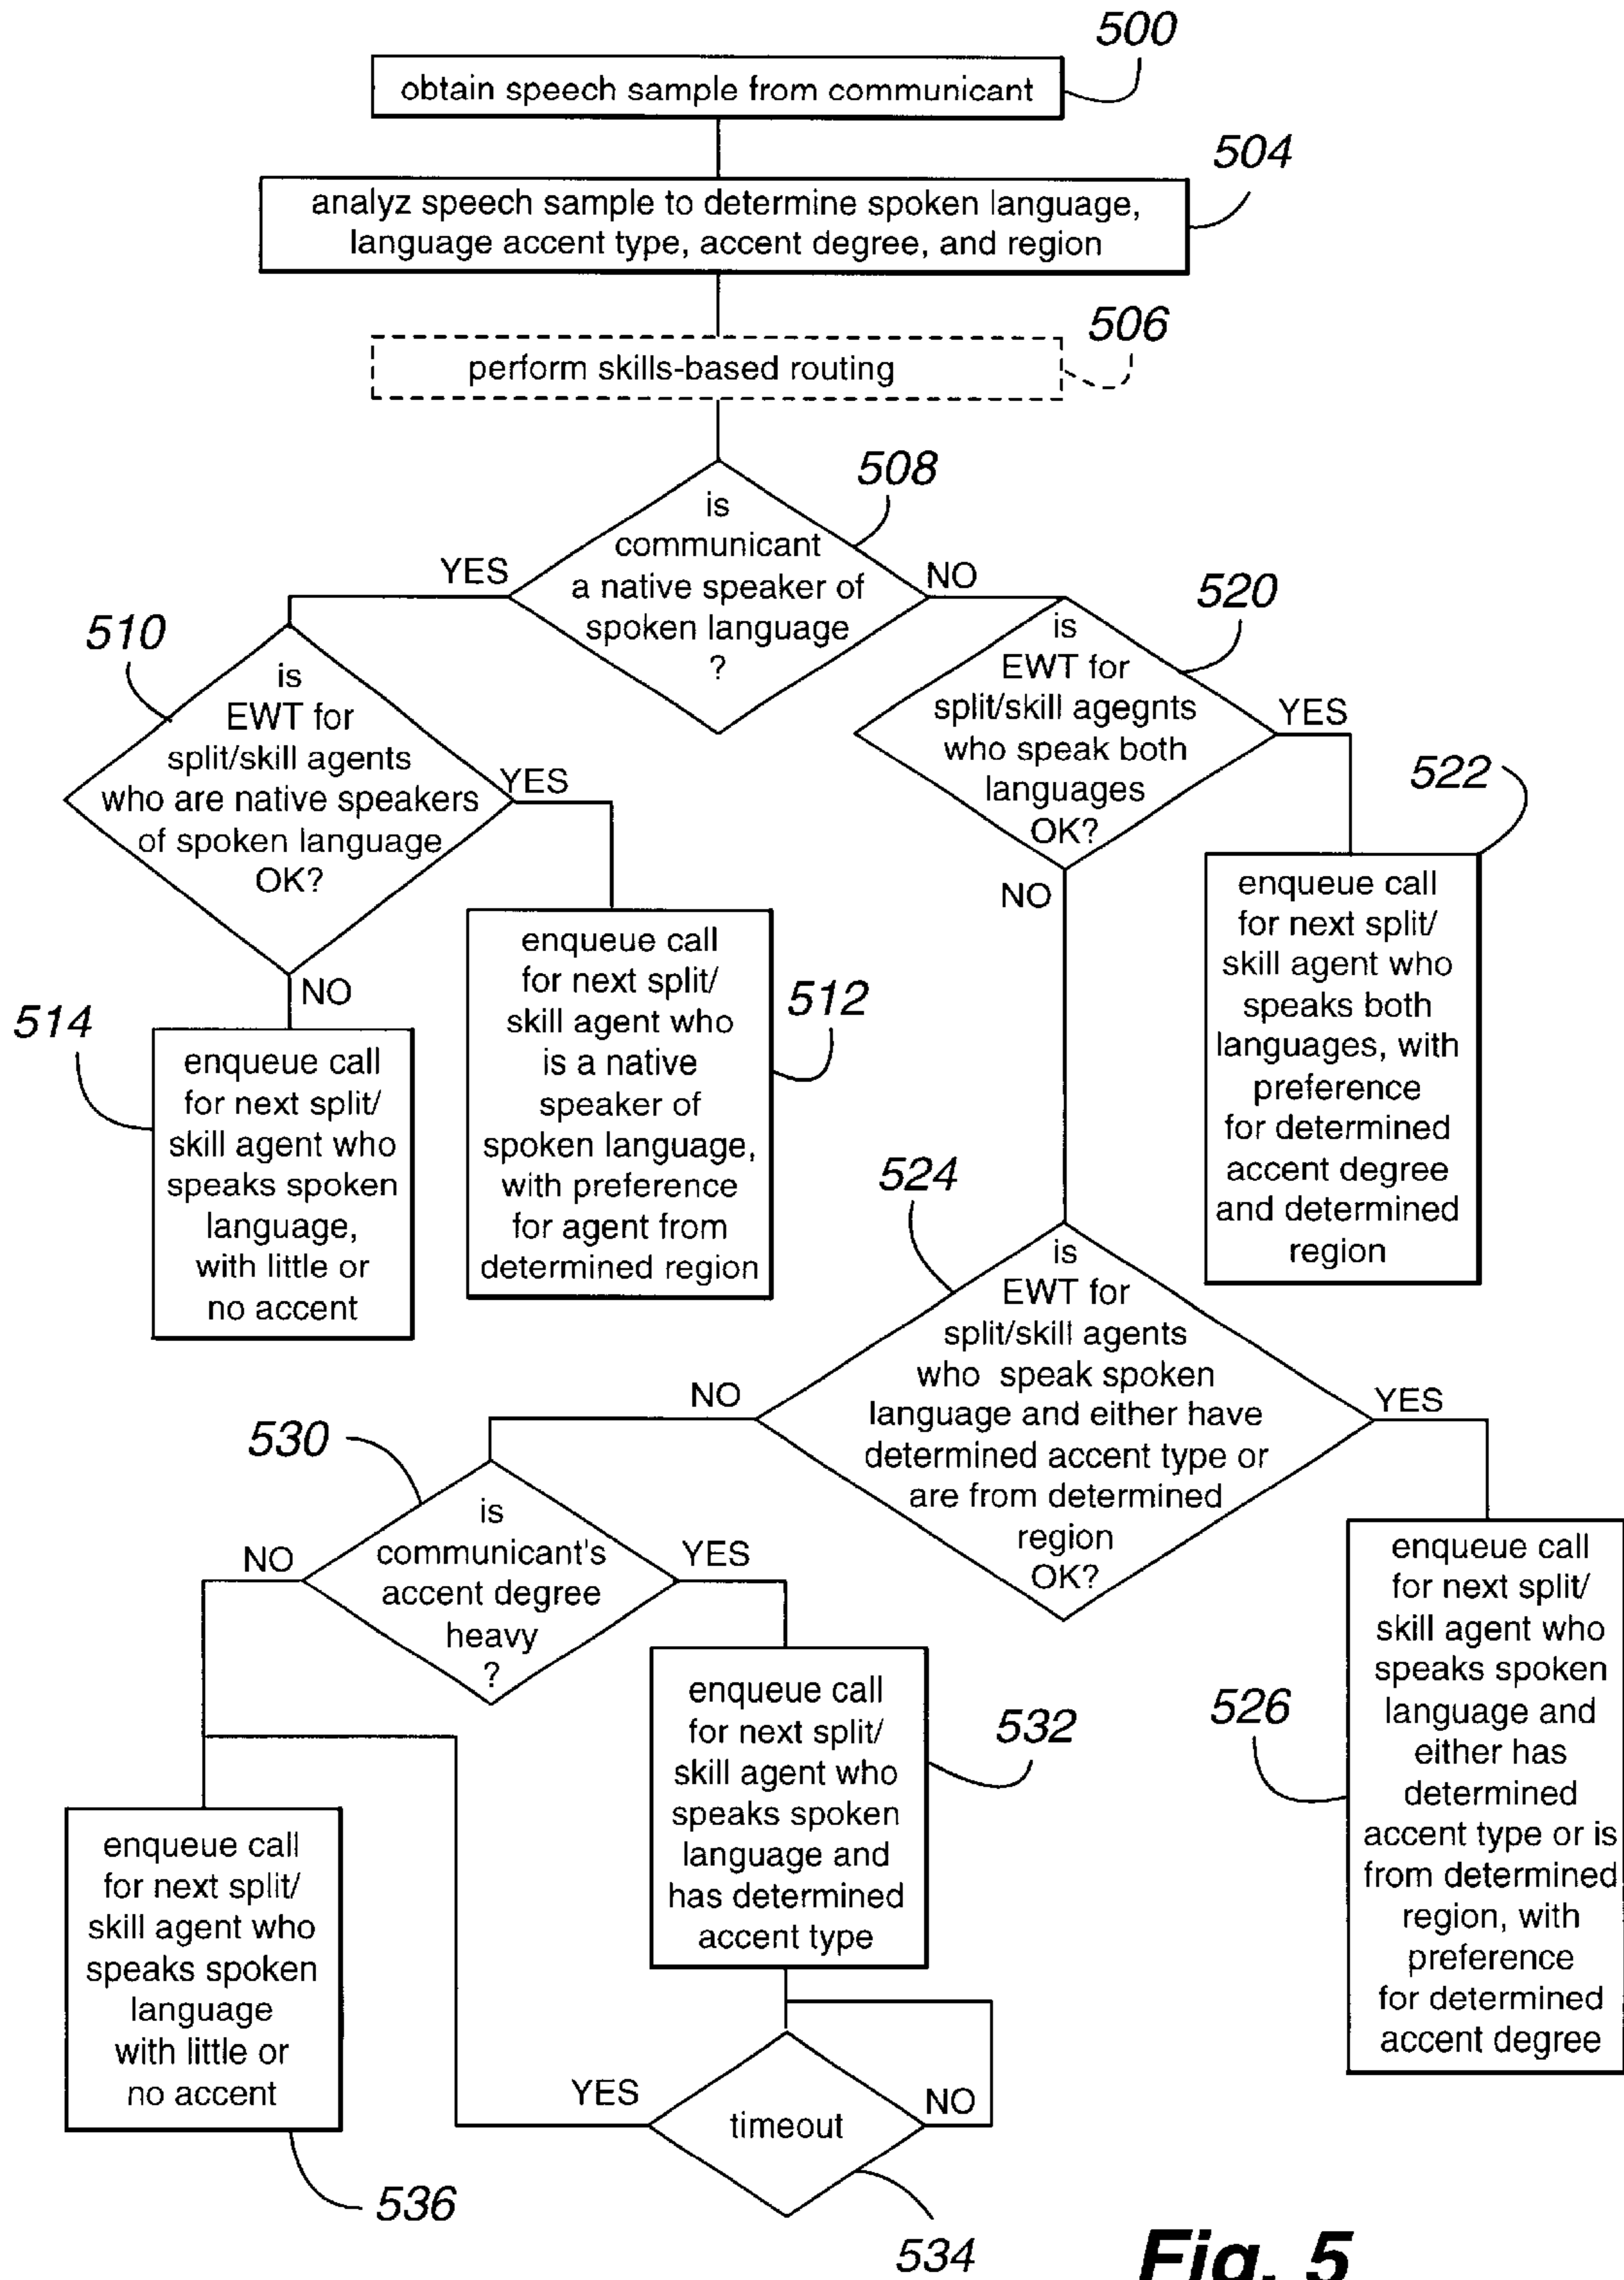 500
obtain speech sample from communicant
504
analyz speech sample to determine spoken language,
language accent type, accent degree, and region
506
perform skills-based routing
508
is
communicant
a native speaker of
spoken language
?
YES
NO
510
is
EWT for
split/skill agents
who are native speakers
of spoken language
OK?
YES
NO
520
is
EWT for
split/skill agegnts
who speak both
languages
OK?
YES
NO
522
enqueue call
for next split/
skill agent who
speaks both
languages, with
preference
for determined
accent degree
and determined
region
512
enqueue call
for next split/
skill agent who
is a native
speaker of
spoken language,
with preference
for agent from
determined region
514
enqueue call
for next split/
skill agent who
speaks spoken
language,
with little or
no accent
524
is
EWT for
split/skill agents
who speak spoken
language and either have
determined accent type or
are from determined
region
OK?
NO
YES
530
is
communicant's
accent degree
heavy
?
NO
YES
526
enqueue call
for next split/
skill agent who
speaks spoken
language and
either has
determined
accent type or is
from determined
region, with
preference
for determined
accent degree
532
enqueue call
for next split/
skill agent who
speaks spoken
language and
has determined
accent type
enqueue call
for next split/
skill agent who
speaks spoken
language
with little or
no accent
536
timeout
YES
NO
534
Fig. 5